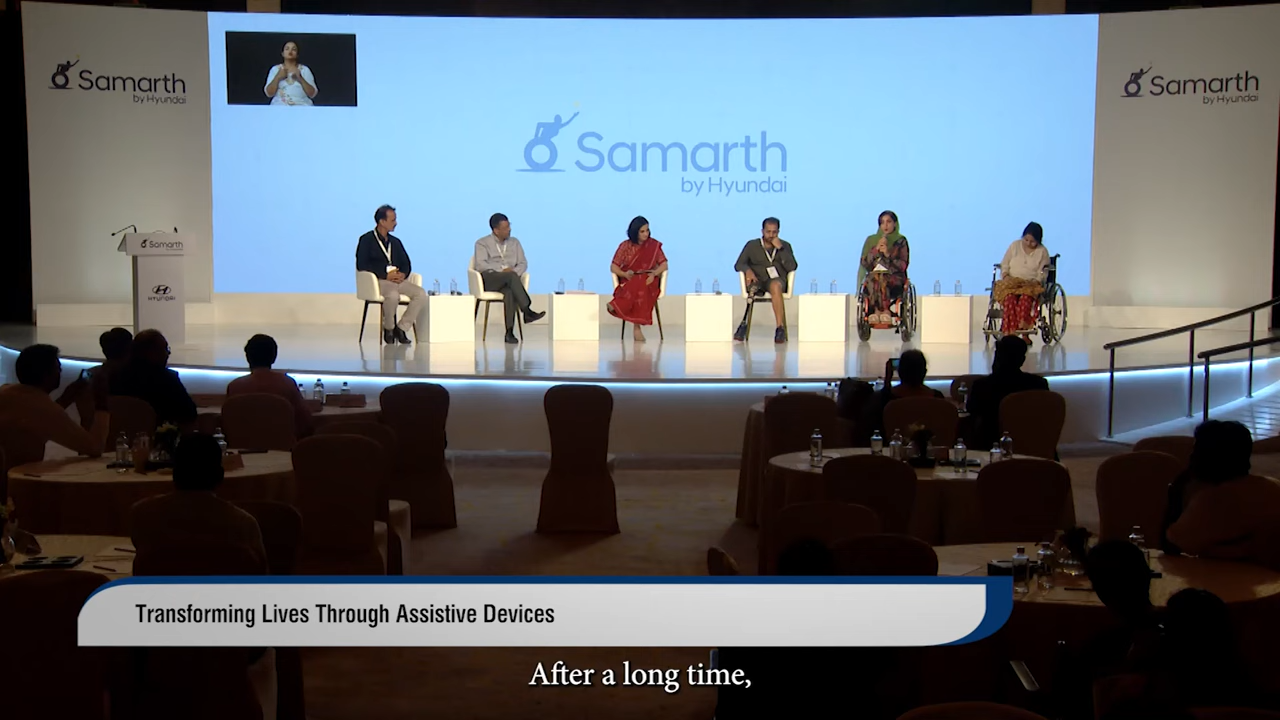 Samarth
by Hyundai
Samarth
by Hyundai
Samarth
by Hyundai
Samarth
HYUNDAI
Transforming Lives Through Assistive Devices
After a long time,